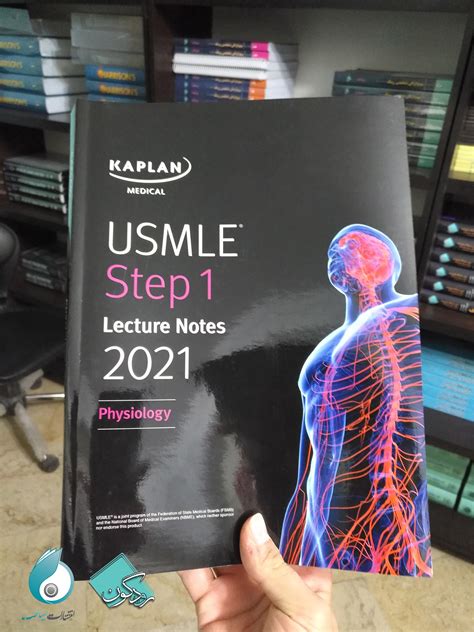 HARRISON'S
KAPLAN
MEDICAL
USMLE®
Step 1
Lecture Notes
2021
Physiology
USMLE® is a joint program of the Federation of State Medical Boards (FSMB)
and the National Board of Medical Examiners (NBME), which neither sponsor
nor endorse this product.